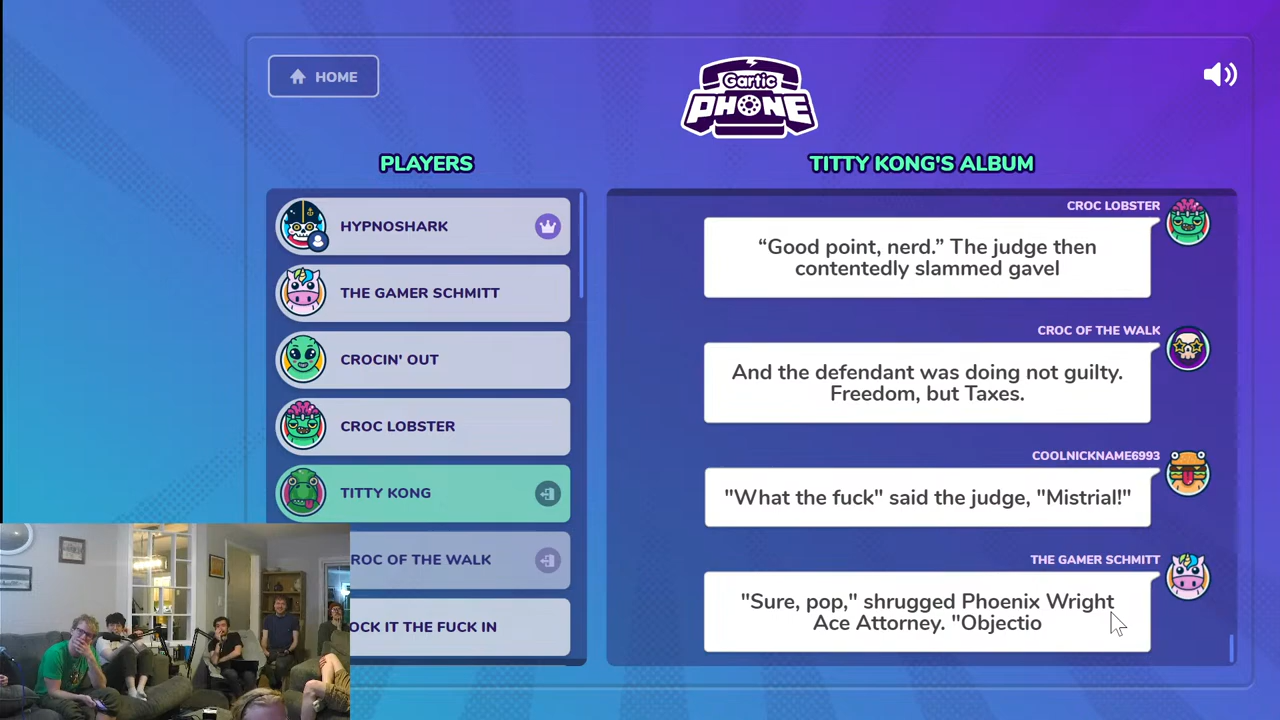 HOME
Gartic
PHONE
PLAYERS
HYPNOSHARK
THE GAMER SCHMITT
CROCIN' OUT
CROC LOBSTER
TITTY KONG
ROC OF THE WALK
OCK IT THE FUCK IN
TITTY KONG'S ALBUM
CROC LOBSTER
“Good point, nerd.” The judge then
contentedly slammed gavel
CROC OF THE WALK
And the defendant was doing not guilty.
Freedom, but Taxes.
COOLNICKNAME6993
"What the fuck" said the judge, "Mistrial!"
THE GAMER SCHMITT
"Sure, pop," shrugged Phoenix Wright
Ace Attorney. "Objectio